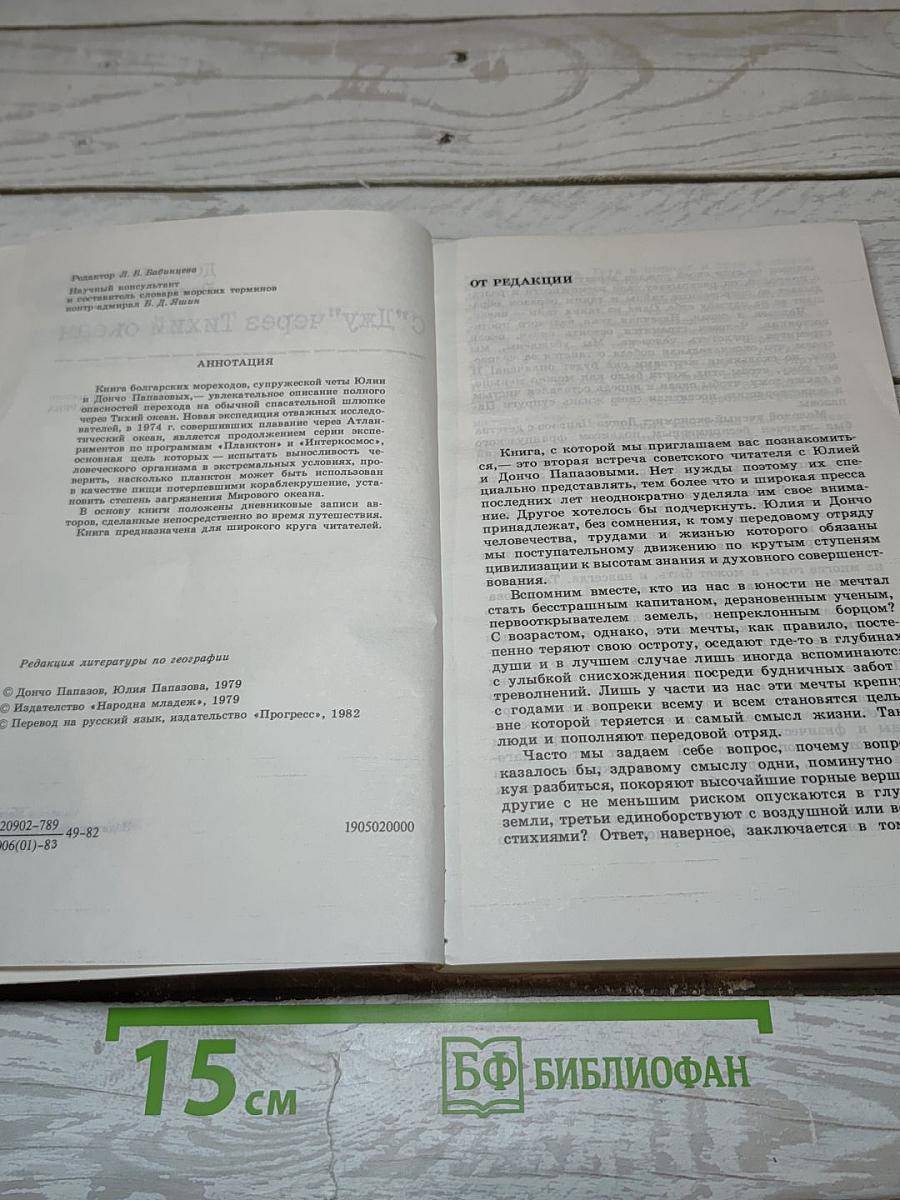 Редактор Л. Б. Бабинцева
Научный консультант
и составитель словаря морских терминов
контр-адмирал Б. Д. Яшин
С "Джу" через Тихий океан
АННОТАЦИЯ
Книга болгарских мореходов, супружеской четы Юлии
и Дончо Папазовых,— увлекательное описание полного
опасностей перехода на обычной спасательной шлюпке
через Тихий океан. Новая экспедиция отважных исследо-
вателей, в 1974 г. совершивших плавание через Атлан-
тический океан, является продолжением серии экспе-
риментов по программам «Планктон» и «Интеркосмос»,
основная цель которых — испытать выносливость че-
ловеческого организма в экстремальных условиях, про-
верить, насколько планктон может быть использован
в качестве пищи потерпевшими кораблекрушение, уста-
новить степень загрязнения Мирового океана.
В основу книги положены дневниковые записи ав-
торов, сделанные непосредственно во время путешествия.
Книга предназначена для широкого круга читателей.
Редакция литературы по географии
© Дончо Папазов, Юлия Папазова, 1979
© Издательство «Народна младеж», 1979
© Перевод на русский язык, издательство «Прогресс», 1982
20902-789
006(01)-83
49-82
1905020000
ОТ РЕДАКЦИИ
Книга, с которой мы приглашаем вас познакомить-
ся,— это вторая встреча советского читателя с Юлией
и Дончо Папазовыми. Нет нужды поэтому их спе-
циально представлять, тем более что и широкая пресса
последних лет неоднократно уделяла им свое внима-
ние. Другое хотелось бы подчеркнуть. Юлия и Дончо
принадлежат, без сомнения, к тому передовому отряду
человечества, трудами и жизнью которого обязаны
мы поступательному движению по крутым ступеням
цивилизации к высотам знания и духовного совершенст-
вования.
Вспомним вместе, кто из нас в юности не мечтал
стать бесстрашным капитаном, дерзновенным ученым,
первооткрывателем земель, непреклонным борцом?
С возрастом, однако, эти мечты, как правило, посте-
пенно теряют свою остроту, оседают где-то в глубинах
души и в лучшем случае лишь иногда вспоминаются
с улыбкой снисхождения посреди будничных забот
треволнений. Лишь у части из нас эти мечты крепну
с годами и вопреки всему и всем становятся цель
вне которой теряется и самый смысл жизни. Так
люди и пополняют передовой отряд.
Часто мы задаем себе вопрос, почему вопре
казалось бы, здравому смыслу одни, поминутно
куя разбиться, покоряют высочайшие горные верш
другие с не меньшим риском опускаются в глу
земли, третьи единоборствуют с воздушной или во
стихиями? Ответ, наверное, заключается в том
15 см
БФ БИБЛИОФАН